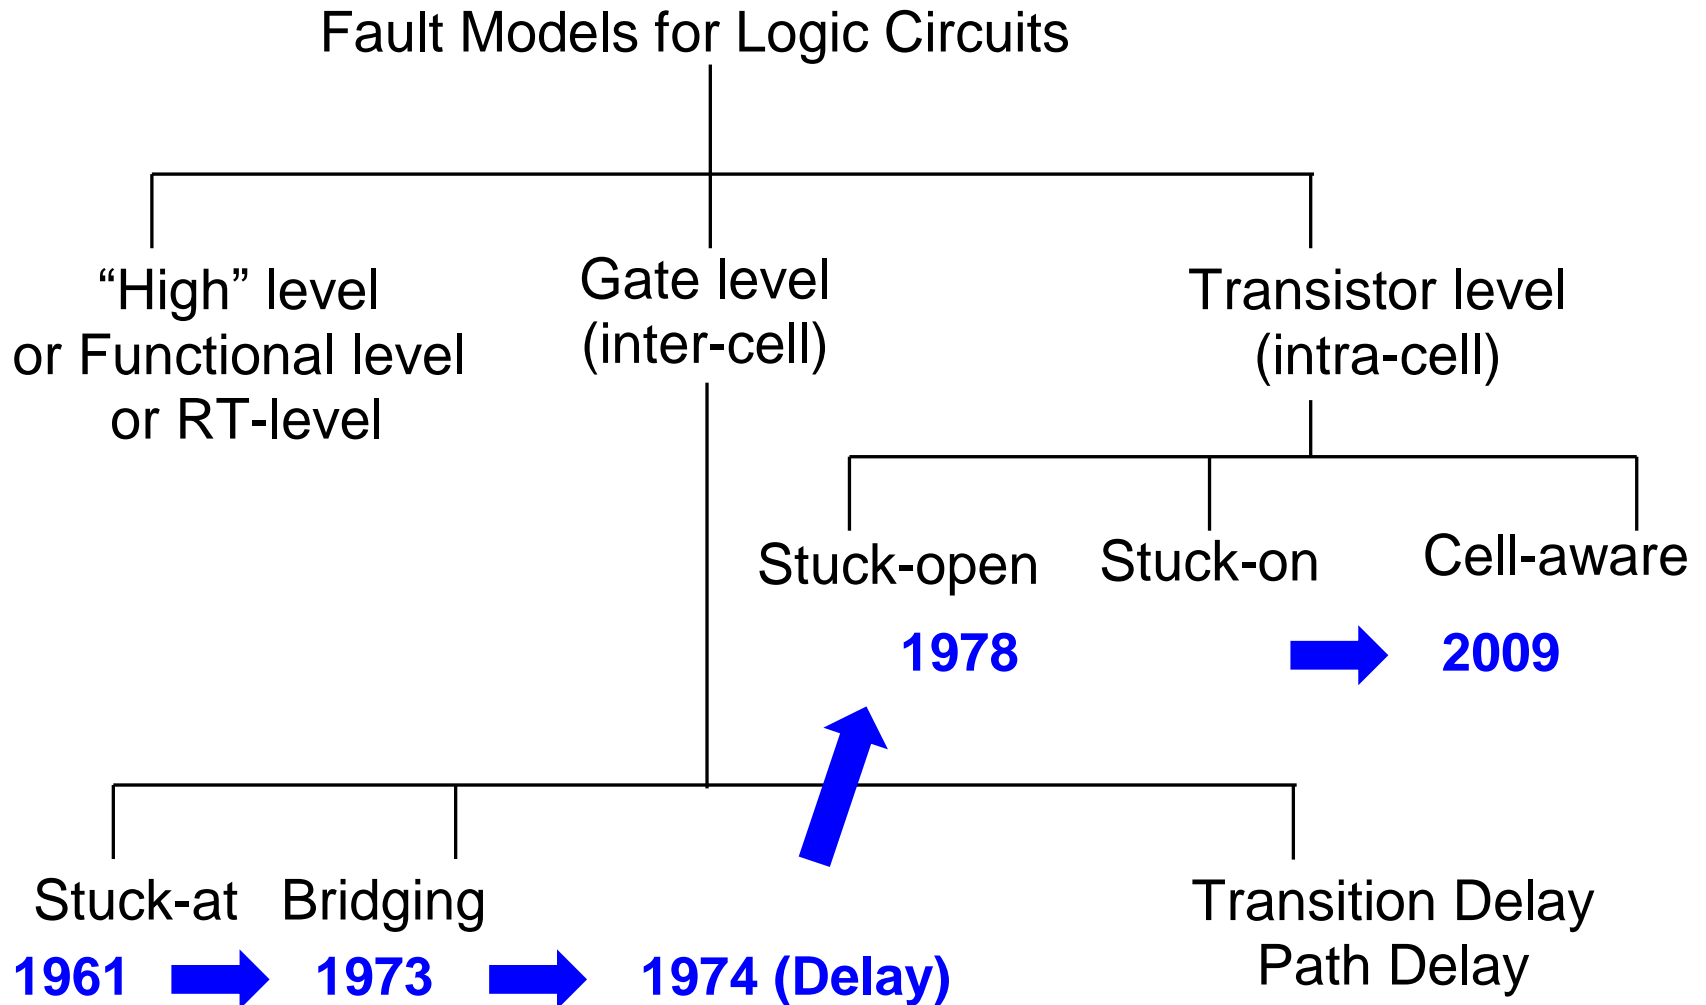 Fault Models for Logic Circuits
“High” level
or Functional level
or RT-level
Gate level
(inter-cell)
Transistor level
(intra-cell)
Stuck-open
Stuck-on
Cell-aware
1978
2009
Stuck-at
Bridging
Transition Delay
Path Delay
1961
1973
1974 (Delay)